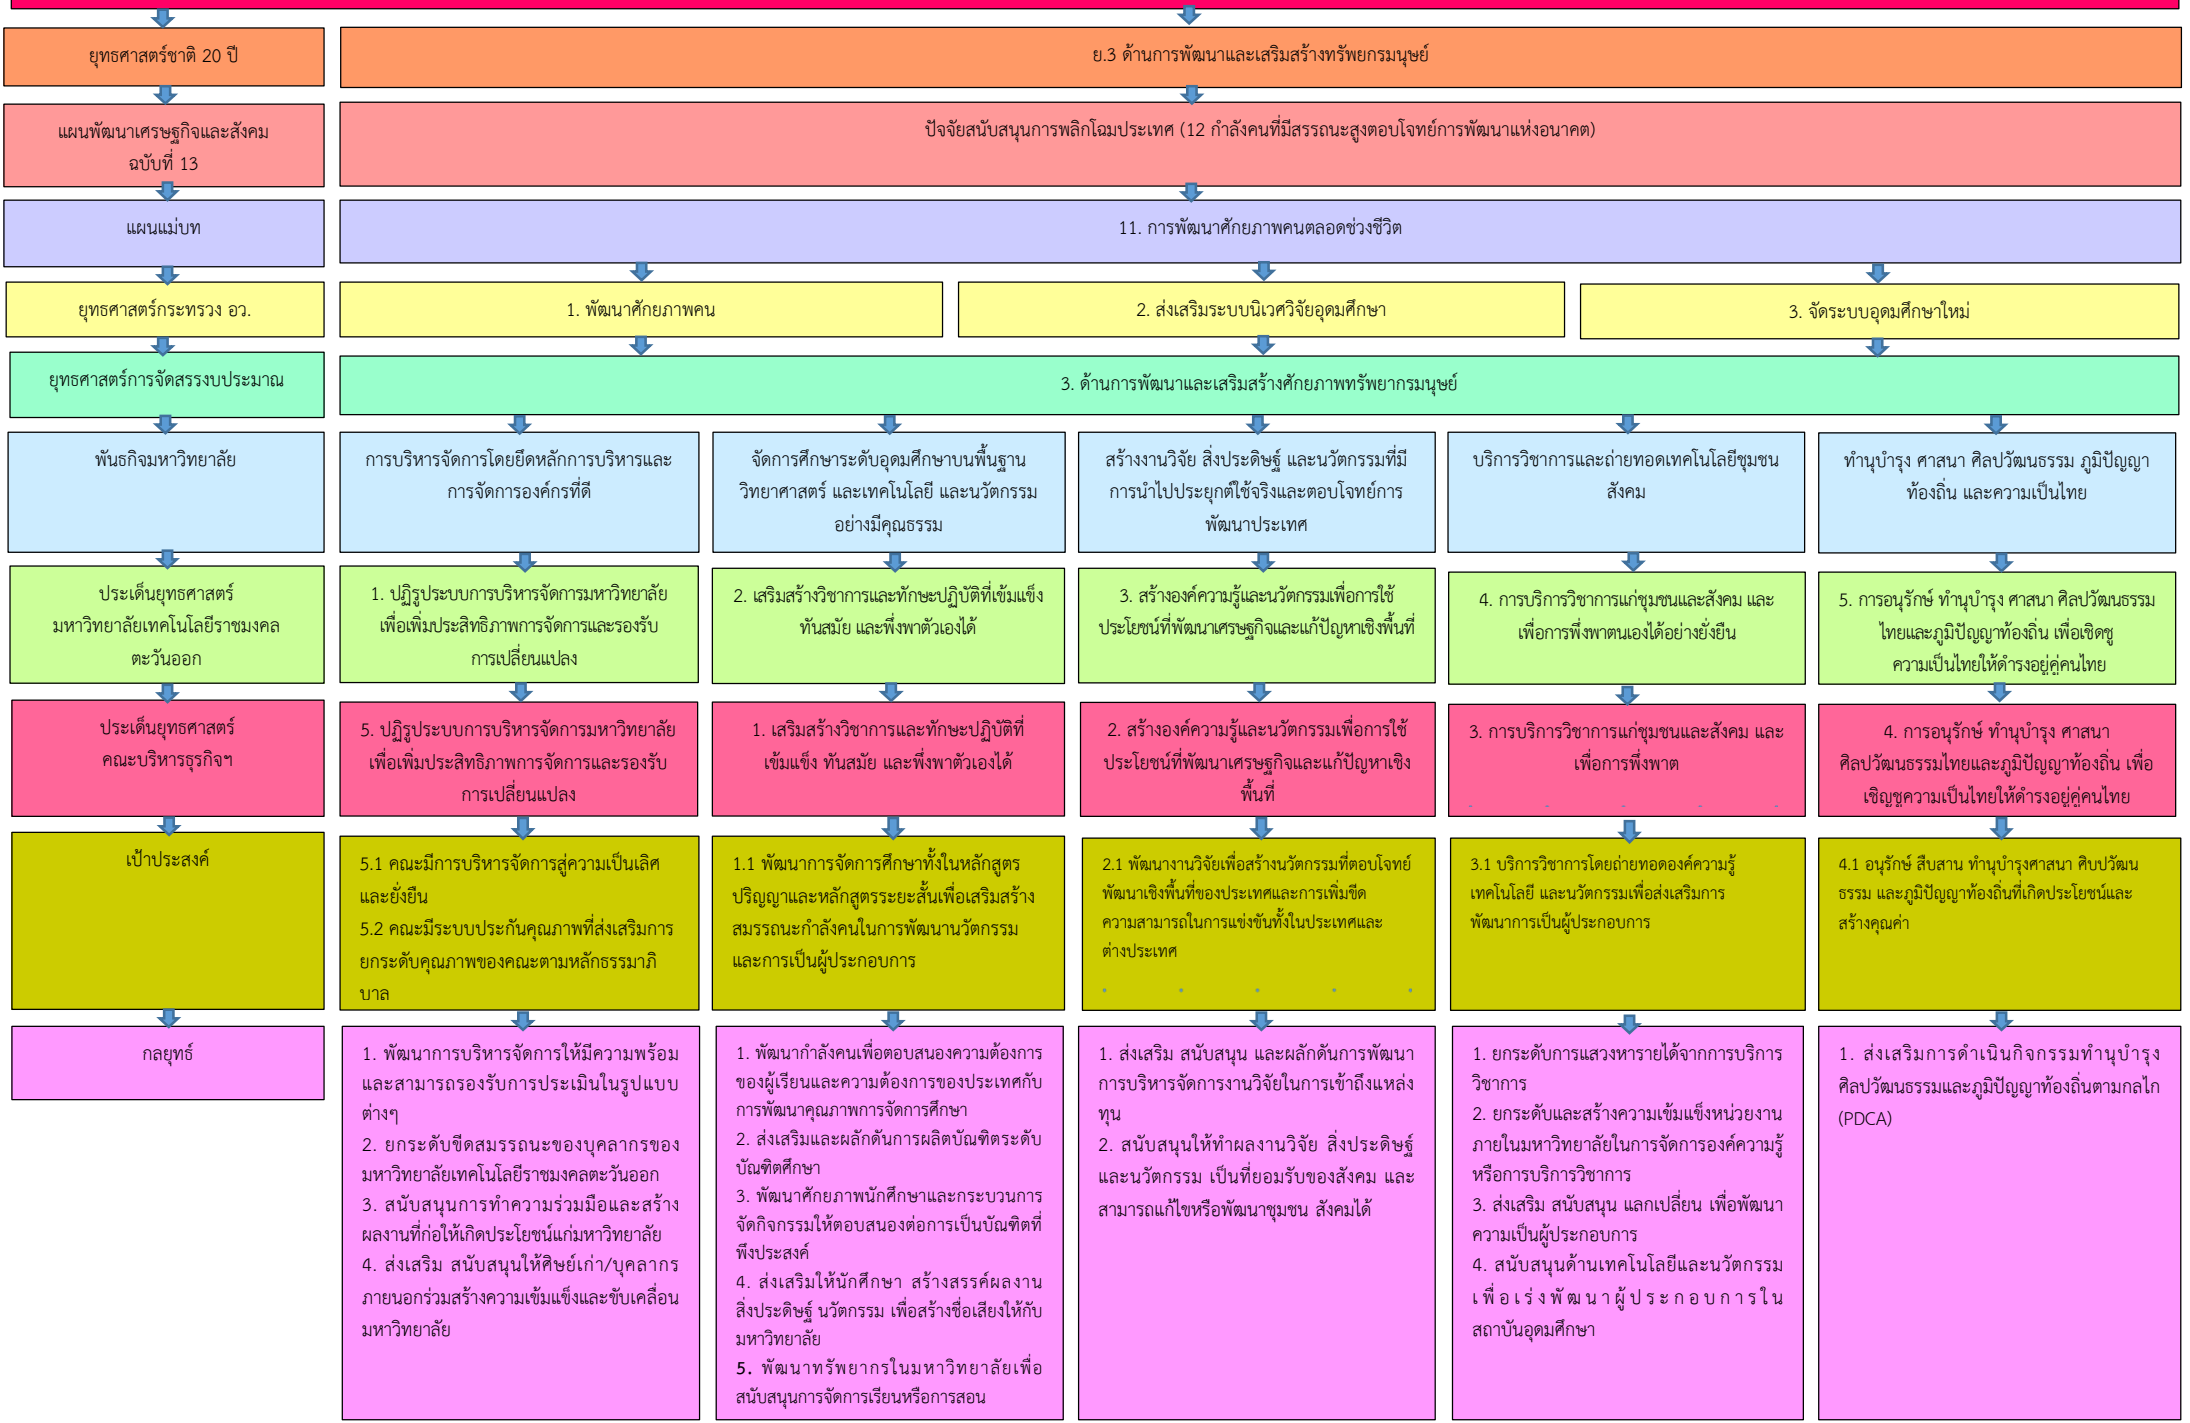 ยุทธศาสตร์ชาติ 20 ปี
ย.3 ด้านการพัฒนาและเสริมสร้างทรัพยกรมนุษย์
แผนพัฒนาเศรษฐกิจและสังคม
ฉบับที่ 13
ปัจจัยสนับสนุนการพลิกโฉมประเทศ (12 กำลังคนที่มีสรรถนะสูงตอบโจทย์การพัฒนาแห่งอนาคต)
แผนแม่บท
11. การพัฒนาศักยภาพคนตลอดช่วงชีวิต
ยุทธศาสตร์กระทรวง อว.
1. พัฒนาศักยภาพคน
2. ส่งเสริมระบบนิเวศวิจัยอุดมศึกษา
3. จัดระบบอุดมศึกษาใหม่
ยุทธศาสตร์การจัดสรรงบประมาณ
3. ด้านการพัฒนาและเสริมสร้างศักยภาพทรัพยากรมนุษย์
พันธกิจมหาวิทยาลัย
การบริหารจัดการโดยยึดหลักการบริหารและ
การจัดการองค์กรที่ดี
จัดการศึกษาระดับอุดมศึกษาบนพื้นฐาน
วิทยาศาสตร์ และเทคโนโลยี และนวัตกรรม
อย่างมีคุณธรรม
สร้างงานวิจัย สิ่งประดิษฐ์ และนวัตกรรมที่มี
การนำไปประยุกต์ใช้จริงและตอบโจทย์การ
พัฒนาประเทศ
บริการวิชาการและถ่ายทอดเทคโนโลยีชุมชน
สังคม
ทำนุบำรุง ศาสนา ศิลปวัฒนธรรม ภูมิปัญญา
ท้องถิ่น และความเป็นไทย
ประเด็นยุทธศาสตร์
มหาวิทยาลัยเทคโนโลยีราชมงคล
ตะวันออก
1. ปฏิรูประบบการบริหารจัดการมหาวิทยาลัย
เพื่อเพิ่มประสิทธิภาพการจัดการและรองรับ
การเปลี่ยนแปลง
2. เสริมสร้างวิชาการและทักษะปฏิบัติที่เข้มแข็ง
ทันสมัย และพึ่งพาตัวเองได้
3. สร้างองค์ความรู้และนวัตกรรมเพื่อการใช้
ประโยชน์ที่พัฒนาเศรษฐกิจและแก้ปัญหาเชิงพื้นที่
4. การบริการวิชาการแก่ชุมชนและสังคม และ
เพื่อการพึ่งพาตนเองได้อย่างยั่งยืน
5. การอนุรักษ์ ทำนุบำรุง ศาสนา ศิลปวัฒนธรรม
ไทยและภูมิปัญญาท้องถิ่น เพื่อเชิดชู
ความเป็นไทยให้ดำรงอยู่คู่คนไทย
ประเด็นยุทธศาสตร์
คณะบริหารธุรกิจฯ
5. ปฏิรูประบบการบริหารจัดการมหาวิทยาลัย
เพื่อเพิ่มประสิทธิภาพการจัดการและรองรับ
การเปลี่ยนแปลง
1. เสริมสร้างวิชาการและทักษะปฏิบัติที่
เข้มแข็ง ทันสมัย และพึ่งพาตัวเองได้
2. สร้างองค์ความรู้และนวัตกรรมเพื่อการใช้
ประโยชน์ที่พัฒนาเศรษฐกิจและแก้ปัญหาเชิง
พื้นที่
3. การบริการวิชาการแก่ชุมชนและสังคม และ
เพื่อการพึ่งพาต
4. การอนุรักษ์ ทำนุบำรุง ศาสนา
ศิลปวัฒนธรรมไทยและภูมิปัญญาท้องถิ่น เพื่อ
เชิญชูความเป็นไทยให้ดำรงอยู่คู่คนไทย
เป้าประสงค์
5.1 คณะมีการบริหารจัดการสู่ความเป็นเลิศ
และยั่งยืน
5.2 คณะมีระบบประกันคุณภาพที่ส่งเสริมการ
ยกระดับคุณภาพของคณะตามหลักธรรมาภิ
บาล
1.1 พัฒนาการจัดการศึกษาทั้งในหลักสูตร
ปริญญาและหลักสูตรระยะสั้นเพื่อเสริมสร้าง
สมรรถนะกำลังคนในการพัฒนานวัตกรรม
และการเป็นผู้ประกอบการ
2.1 พัฒนางานวิจัยเพื่อสร้างนวัตกรรมที่ตอบโจทย์
พัฒนาเชิงพื้นที่ของประเทศและการเพิ่มขีด
ความสามารถในการแข่งขันทั้งในประเทศและ
ต่างประเทศ
3.1 บริการวิชาการโดยถ่ายทอดองค์ความรู้
เทคโนโลยี และนวัตกรรมเพื่อส่งเสริมการ
พัฒนาการเป็นผู้ประกอบการ
4.1 อนุรักษ์ สืบสาน ทำนุบำรุงศาสนา ศิบปวัฒน
ธรรม และภูมิปัญญาท้องถิ่นที่เกิดประโยชน์และ
สร้างคุณค่า
กลยุทธ์
1. พัฒนาการบริหารจัดการให้มีความพร้อม
และสามารถรองรับการประเมินในรูปแบบ
ต่างๆ
2. ยกระดับขีดสมรรถนะของบุคลากรของ
มหาวิทยาลัยเทคโนโลยีราชมงคลตะวันออก
3. สนับสนุนการทำความร่วมมือและสร้าง
ผลงานที่ก่อให้เกิดประโยชน์แก่มหาวิทยาลัย
4. ส่งเสริม สนับสนุนให้ศิษย์เก่า/บุคลากร
ภายนอกร่วมสร้างความเข้มแข็งและขับเคลื่อน
มหาวิทยาลัย
1. พัฒนากำลังคนเพื่อตอบสนองความต้องการ
ของผู้เรียนและความต้องการของประเทศกับ
การพัฒนาคุณภาพการจัดการศึกษา
2. ส่งเสริมและผลักดันการผลิตบัณฑิตระดับ
บัณฑิตศึกษา
3. พัฒนาศักยภาพนักศึกษาและกระบวนการ
จัดกิจกรรมให้ตอบสนองต่อการเป็นบัณฑิตที่
พึงประสงค์
4. ส่งเสริมให้นักศึกษา สร้างสรรค์ผลงาน
สิ่งประดิษฐ์ นวัตกรรม เพื่อสร้างชื่อเสียงให้กับ
มหาวิทยาลัย
5. พัฒนาทรัพยากรในมหาวิทยาลัยเพื่อ
สนับสนุนการจัดการเรียนหรือการสอน
1. ส่งเสริม สนับสนุน และผลักดันการพัฒนา
การบริหารจัดการงานวิจัยในการเข้าถึงแหล่ง
ทุน
2. สนับสนุนให้ทำผลงานวิจัย สิ่งประดิษฐ์
และนวัตกรรม เป็นที่ยอมรับของสังคม และ
สามารถแก้ไขหรือพัฒนาชุมชน สังคมได้
1. ยกระดับการแสวงหารายได้จากการบริการ
วิชาการ
2. ยกระดับและสร้างความเข้มแข็งหน่วยงาน
ภายในมหาวิทยาลัยในการจัดการองค์ความรู้
หรือการบริการวิชาการ
3. ส่งเสริม สนับสนุน แลกเปลี่ยน เพื่อพัฒนา
ความเป็นผู้ประกอบการ
4. สนับสนุนด้านเทคโนโลยีและนวัตกรรม
เพื่อเร่งพัฒนาผู้ประกอบการใน
สถาบันอุดมศึกษา
1. ส่งเสริมการดำเนินกิจกรรมทำนุบำรุง
ศิลปวัฒนธรรมและภูมิปัญญาท้องถิ่นตามกลไก
(PDCA)